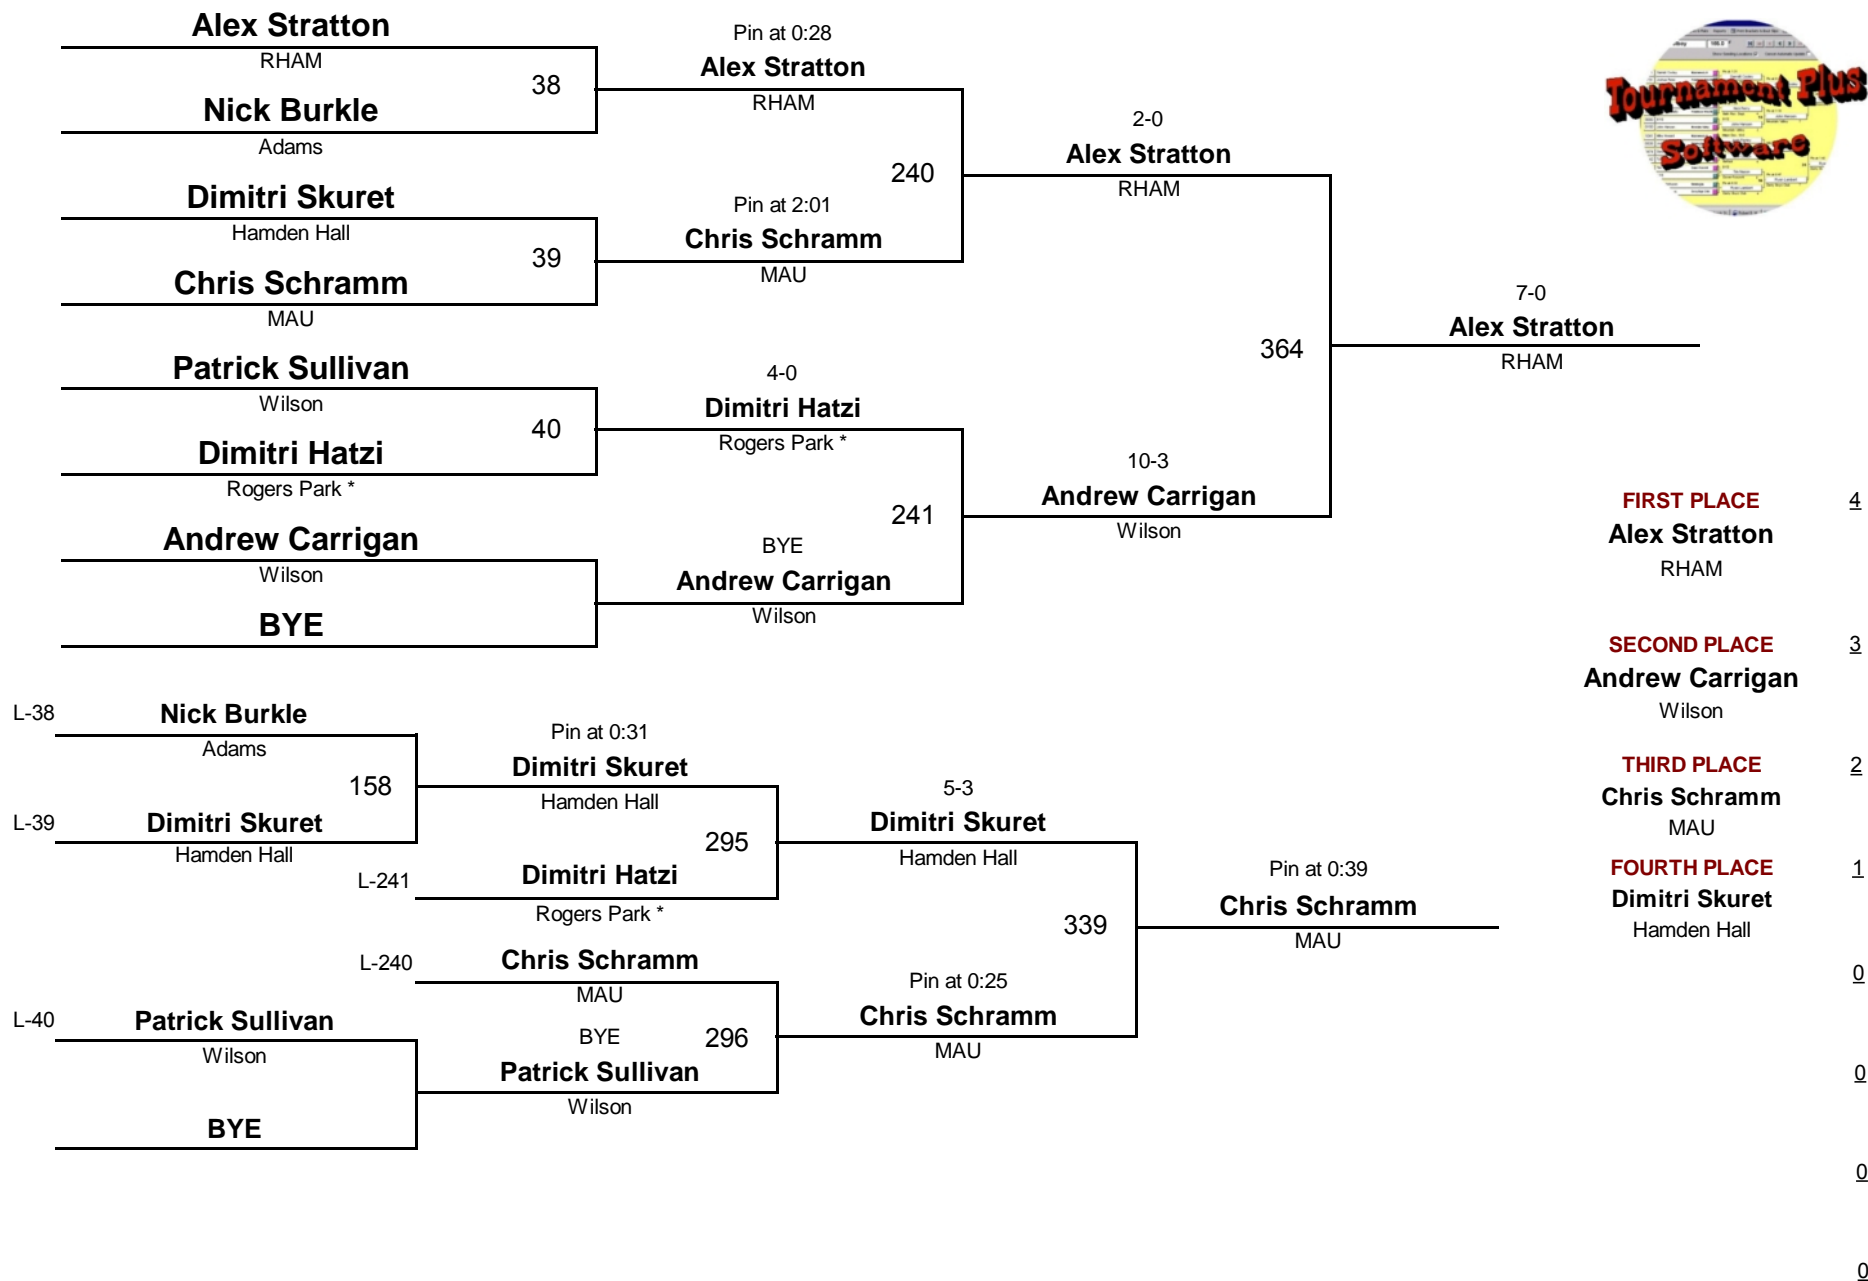 Alex Stratton
RHAM
38
Nick Burkle
Adams
Dimitri Skuret
Hamden Hall
39
Chris Schramm
MAU
Patrick Sullivan
Wilson
40
Dimitri Hatzi
Rogers Park *
Andrew Carrigan
Wilson
BYE
Pin at 0:28
Alex Stratton
RHAM
240
Pin at 2:01
Chris Schramm
MAU
4-0
Dimitri Hatzi
Rogers Park *
241
BYE
Andrew Carrigan
Wilson
2-0
Alex Stratton
RHAM
364
10-3
Andrew Carrigan
Wilson
7-0
Alex Stratton
RHAM
Tournament Plus
Software
L-38
Nick Burkle
Adams
158
L-39
Dimitri Skuret
Hamden Hall
L-40
Patrick Sullivan
Wilson
BYE
Pin at 0:31
Dimitri Skuret
Hamden Hall
295
L-241
Dimitri Hatzi
Rogers Park *
L-240
Chris Schramm
MAU
BYE
296
Patrick Sullivan
Wilson
5-3
Dimitri Skuret
Hamden Hall
339
Pin at 0:25
Chris Schramm
MAU
Pin at 0:39
Chris Schramm
MAU
FIRST PLACE 4
Alex Stratton
RHAM
SECOND PLACE 3
Andrew Carrigan
Wilson
THIRD PLACE 2
Chris Schramm
MAU
FOURTH PLACE 1
Dimitri Skuret
Hamden Hall
0
0
0
0